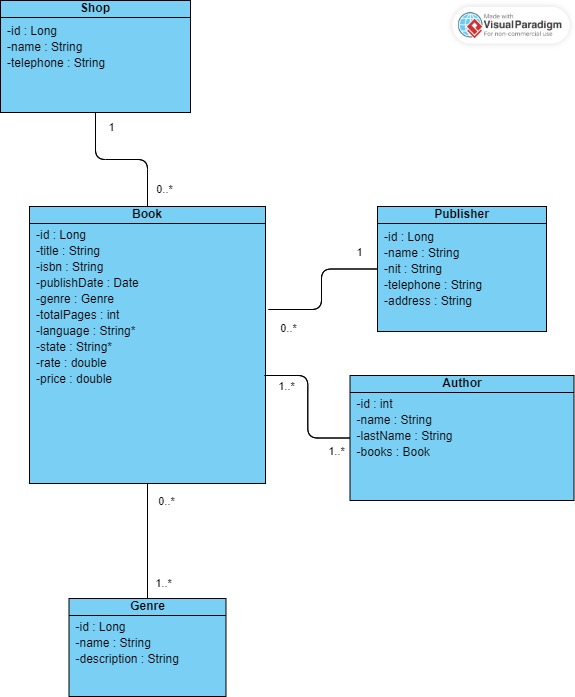 Shop
-id : Long
-name : String
-telephone : String
Made with
VisualParadigm
For non-commercial use
1
0..*
Book
-id : Long
-title : String
-isbn : String
-publishDate : Date
-genre : Genre
-totalPages : int
-language : String*
-state : String*
-rate : double
-price : double
Publisher
-id : Long
-name : String
-nit : String
-telephone : String
-address : String
1
0..*
1..*
Author
-id : int
-name : String
-lastName : String
-books : Book
1..*
0..*
1..*
Genre
-id : Long
-name : String
-description : String